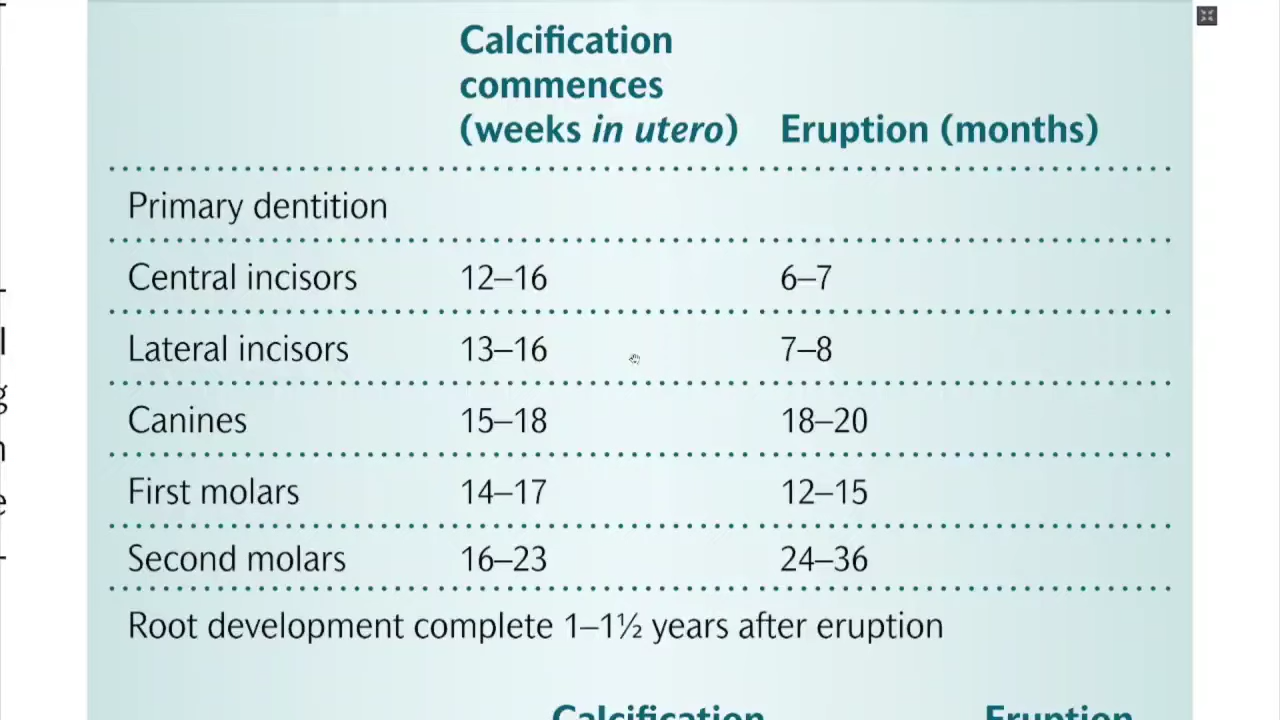 Calcification
commences
(weeks in utero) Eruption (months)
Primary dentition
Central incisors 12–16 6–7
Lateral incisors 13–16 7–8
Canines 15–18 18–20
First molars 14–17 12–15
Second molars 16–23 24–36
Root development complete 1–1½ years after eruption
Calcification Eruption